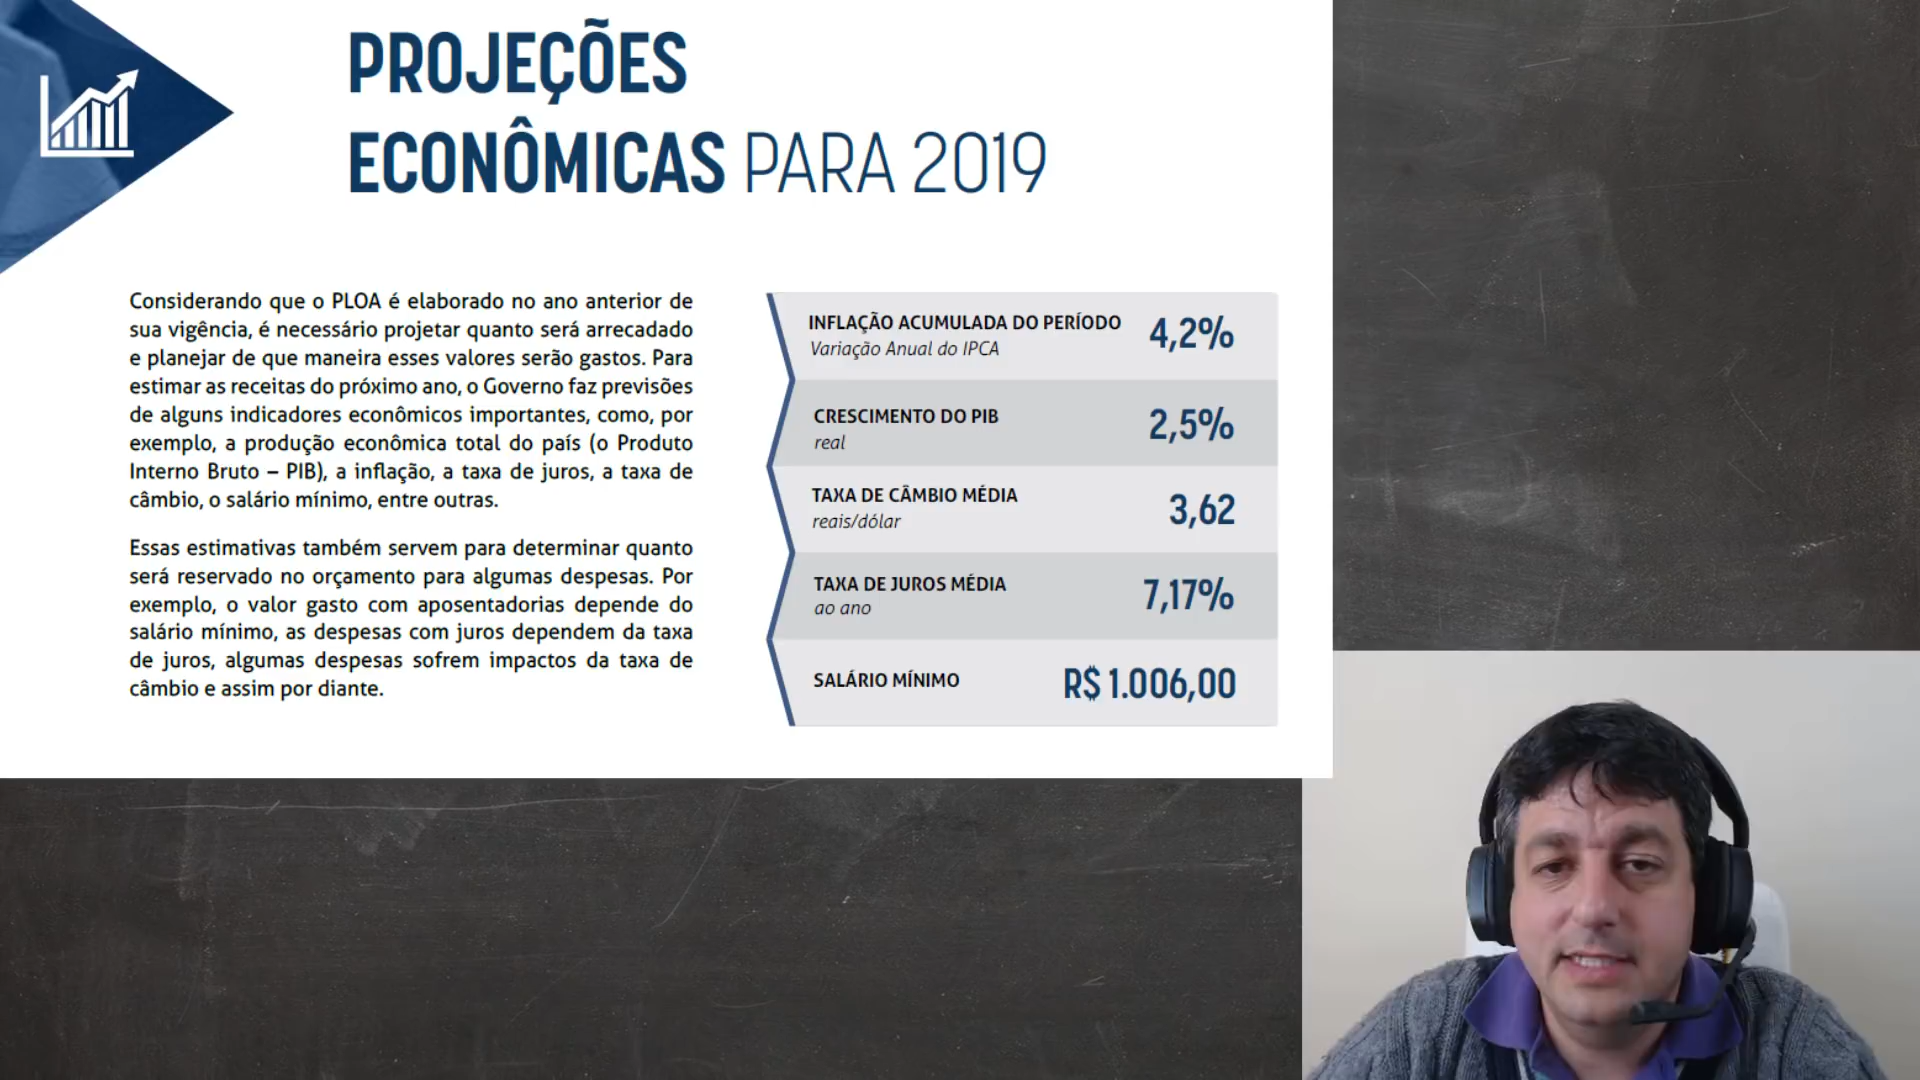 PROJEÇÕES
ECONÔMICAS PARA 2019
Considerando que o PLOA é elaborado no ano anterior de
sua vigência, é necessário projetar quanto será arrecadado
e planejar de que maneira esses valores serão gastos. Para
estimar as receitas do próximo ano, o Governo faz previsões
de alguns indicadores econômicos importantes, como, por
exemplo, a produção econômica total do país (o Produto
Interno Bruto – PIB), a inflação, a taxa de juros, a taxa de
câmbio, o salário mínimo, entre outras.
Essas estimativas também servem para determinar quanto
será reservado no orçamento para algumas despesas. Por
exemplo, o valor gasto com aposentadorias depende do
salário mínimo, as despesas com juros dependem da taxa
de juros, algumas despesas sofrem impactos da taxa de
câmbio e assim por diante.
INFLAÇÃO ACUMULADA DO PERÍODO 4,2%
Variação Anual do IPCA
CRESCIMENTO DO PIB 2,5%
real
TAXA DE CÂMBIO MÉDIA 3,62
reais/dólar
TAXA DE JUROS MÉDIA 7,17%
ao ano
SALÁRIO MÍNIMO R$ 1.006,00